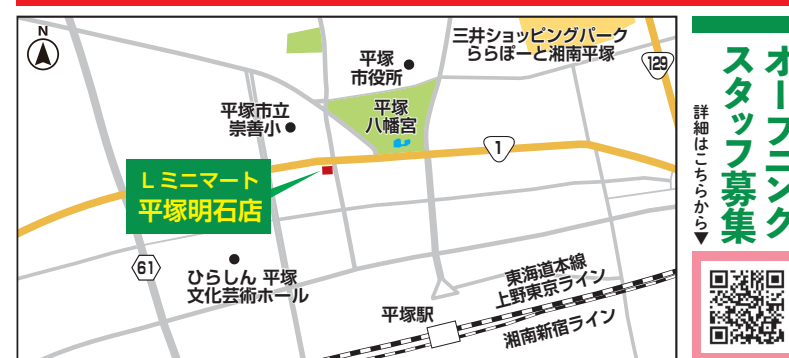 N
三井ショッピングパーク
ららぽーと湘南平塚
平塚
市役所
129
平塚市立
崇善小
平塚
八幡宮
1
Lミニマート
平塚明石店
61
ひらしん 平塚
文化芸術ホール
東海道本線
上野東京ライン
平塚駅
湘南新宿ライン
オープニング
スタッフ募集
詳細はこちらから▼